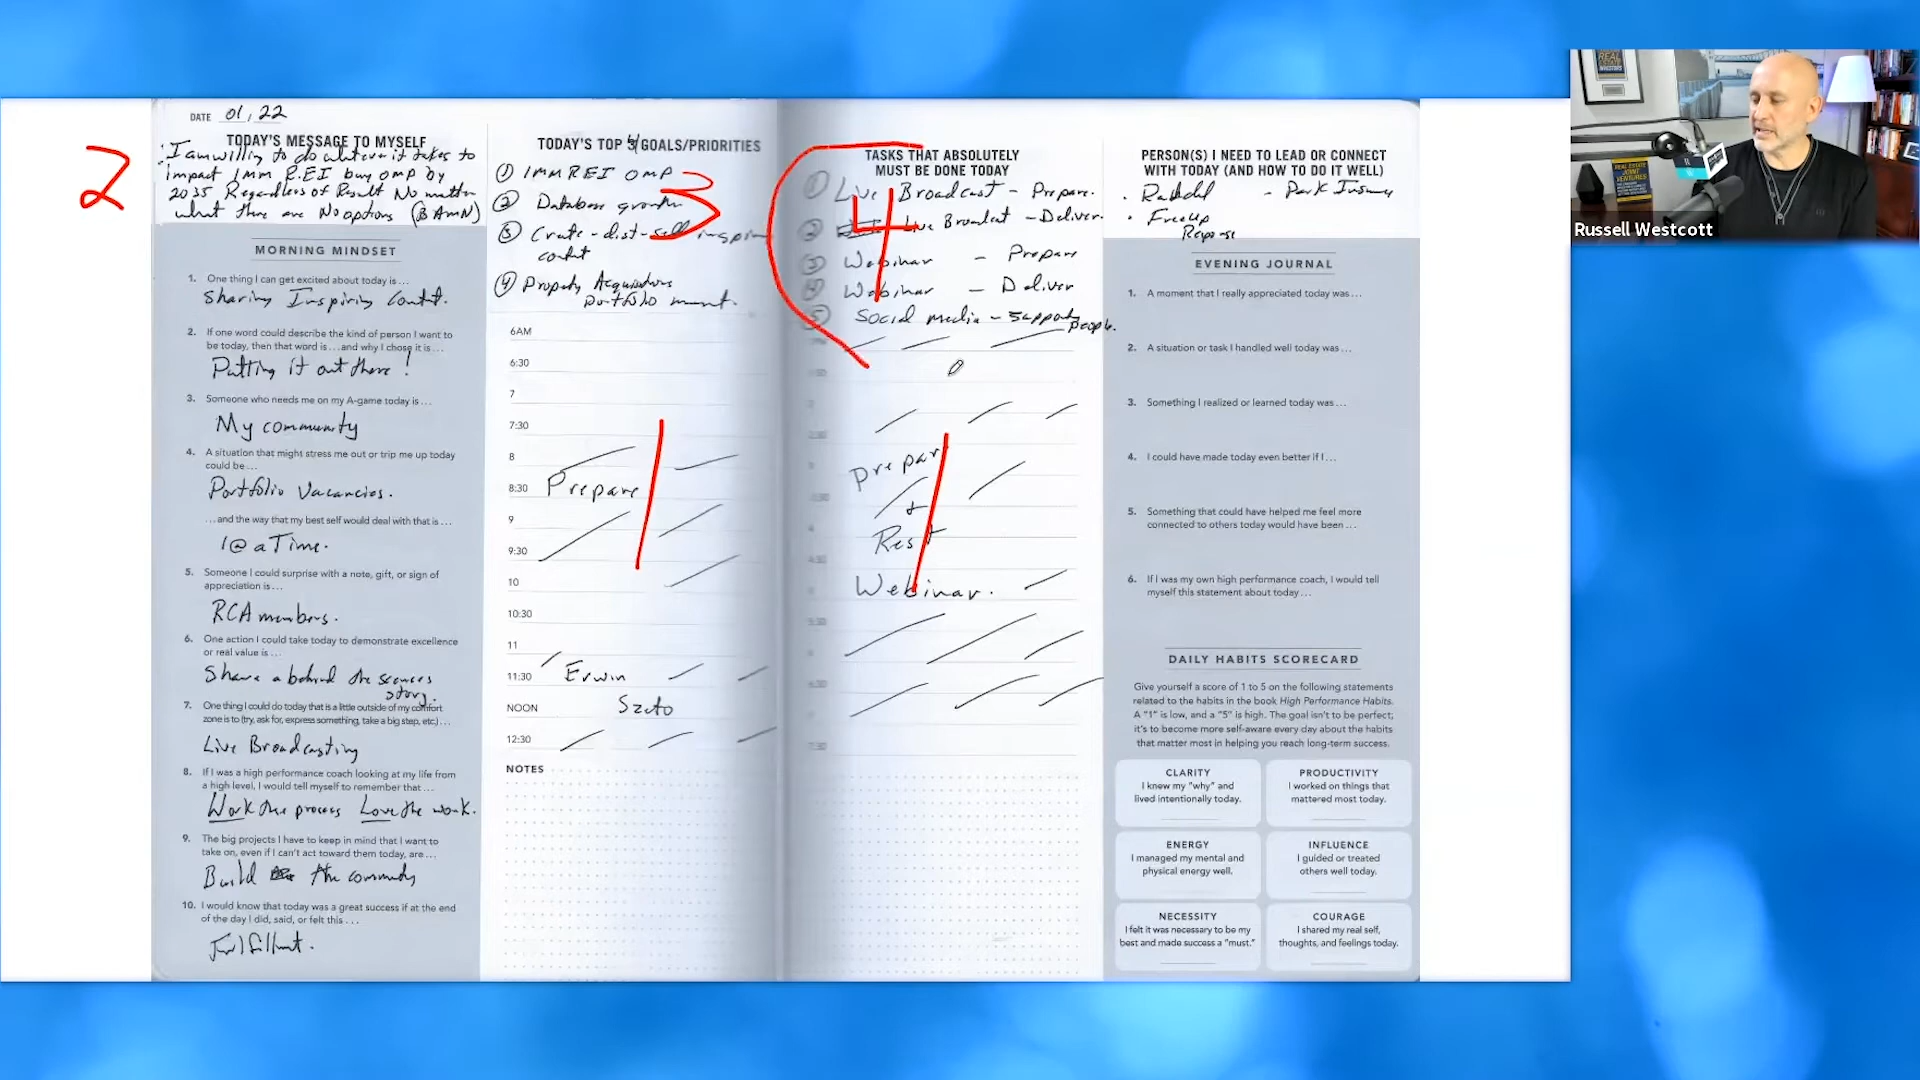 2
DATE 01, 22
TODAY'S MESSAGE TO MYSELF
I am willing to do whatever it takes to
impact 1mm R.E.I buy omp by
2035 Regardless of Result No matter
what there are No options (BAMN)
MORNING MINDSET
1. One thing I can get excited about today is ...
Sharing Inspiring
2. If one word could describe the kind of person I want to
be today, then that word is ... and why I chose it is ...
Putting it out there!
3. Someone who needs me on my A-game today is ...
My community
4. A situation that might stress me out or trip me up today
could be ...
Portfolio Vacancies.
... and the way that my best self would deal with that is ...
1@ a Time.
5. Someone I could surprise with a note, gift, or sign of
appreciation is ...
RCA members.
6. One action I could take today to demonstrate excellence
or real value is ...
Share a behind the
story.
7. One thing I could do today that is a little outside of my comfort
zone is to (try, ask for, express something, take a big step, etc.) ...
Live Broadcasting
8. If I was a high performance coach looking at my life from
a high level, I would tell myself to remember that ...
Work the process Love the work.
9. The big projects I have to keep in mind that I want to
take on, even if I can't act toward them today, are ...
Build the
10. I would know that today was a great success if at the end
of the day I did, said, or felt this ...
TODAY'S TOP 4 GOALS/PRIORITIES
① 1MM REI OMP
② Database growth
3
③ dist - sell
④ Property Acquisitions
portfolio
6AM
6:30
7
7:30
8
8:30 Prepare
9
9:30
10
10:30
11
11:30 Erwin
NOON Szeto
12:30
1
NOTES
TASKS THAT ABSOLUTELY
MUST BE DONE TODAY
① Live Broadcast - Prepare.
② Live - Deliver.
4
③ Webinar - Prepare
④ Webinar - Deliver
⑤ Social media - Support
people.
Prepare
+
Rest
Webinar.
1
PERSON(S) I NEED TO LEAD OR CONNECT
WITH TODAY (AND HOW TO DO IT WELL)
EVENING JOURNAL
1. A moment that I really appreciated today was ...
2. A situation or task I handled well today was ...
3. Something I realized or learned today was ...
4. I could have made today even better if I ...
5. Something that could have helped me feel more
connected to others today would have been ...
6. If I was my own high performance coach, I would tell
myself this statement about today ...
DAILY HABITS SCORECARD
Give yourself a score of 1 to 5 on the following statements
related to the habits in the book High Performance Habits.
A "1" is low, and a "5" is high. The goal isn't to be perfect;
it's to become more self-aware every day about the habits
that matter most in helping you reach long-term success.
CLARITY
I knew my "why" and
lived intentionally today.
PRODUCTIVITY
I worked on things that
mattered most today.
ENERGY
I managed my mental and
physical energy well.
INFLUENCE
I guided or treated
others well today.
NECESSITY
I felt it was necessary to be my
best and made success a "must."
COURAGE
I shared my real self,
thoughts, and feelings today.
Russell Westcott